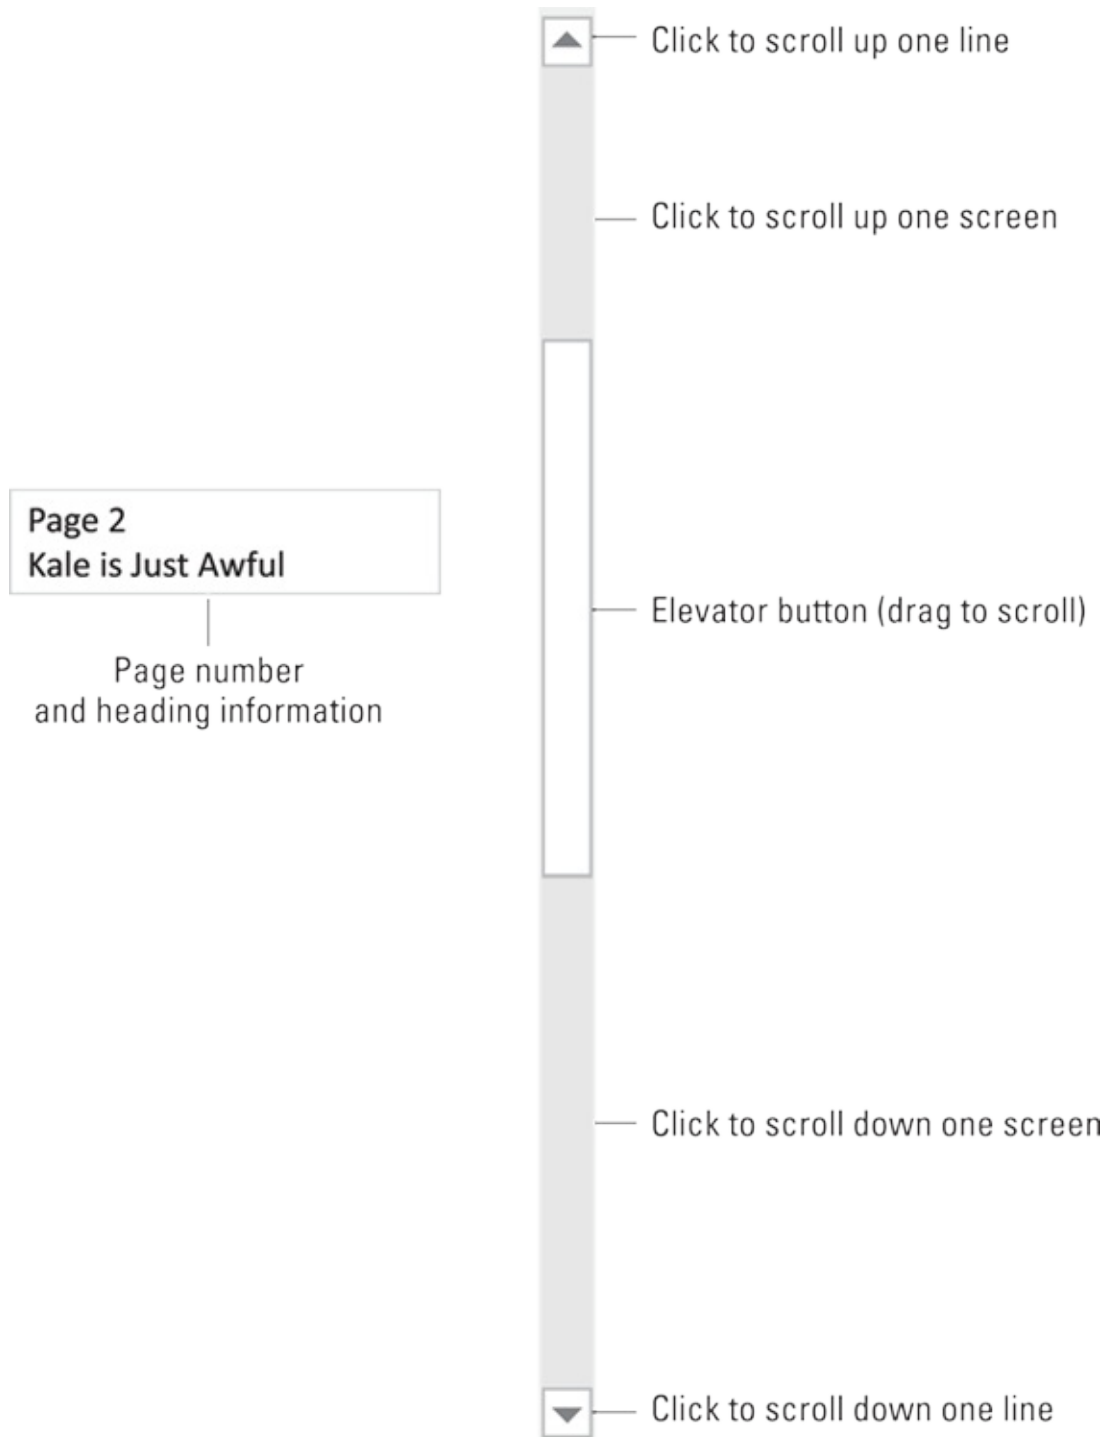 Click to scroll up one line
Click to scroll up one screen
Page 2
Kale is Just Awful
Page number
and heading information
Elevator button (drag to scroll)
Click to scroll down one screen
Click to scroll down one line